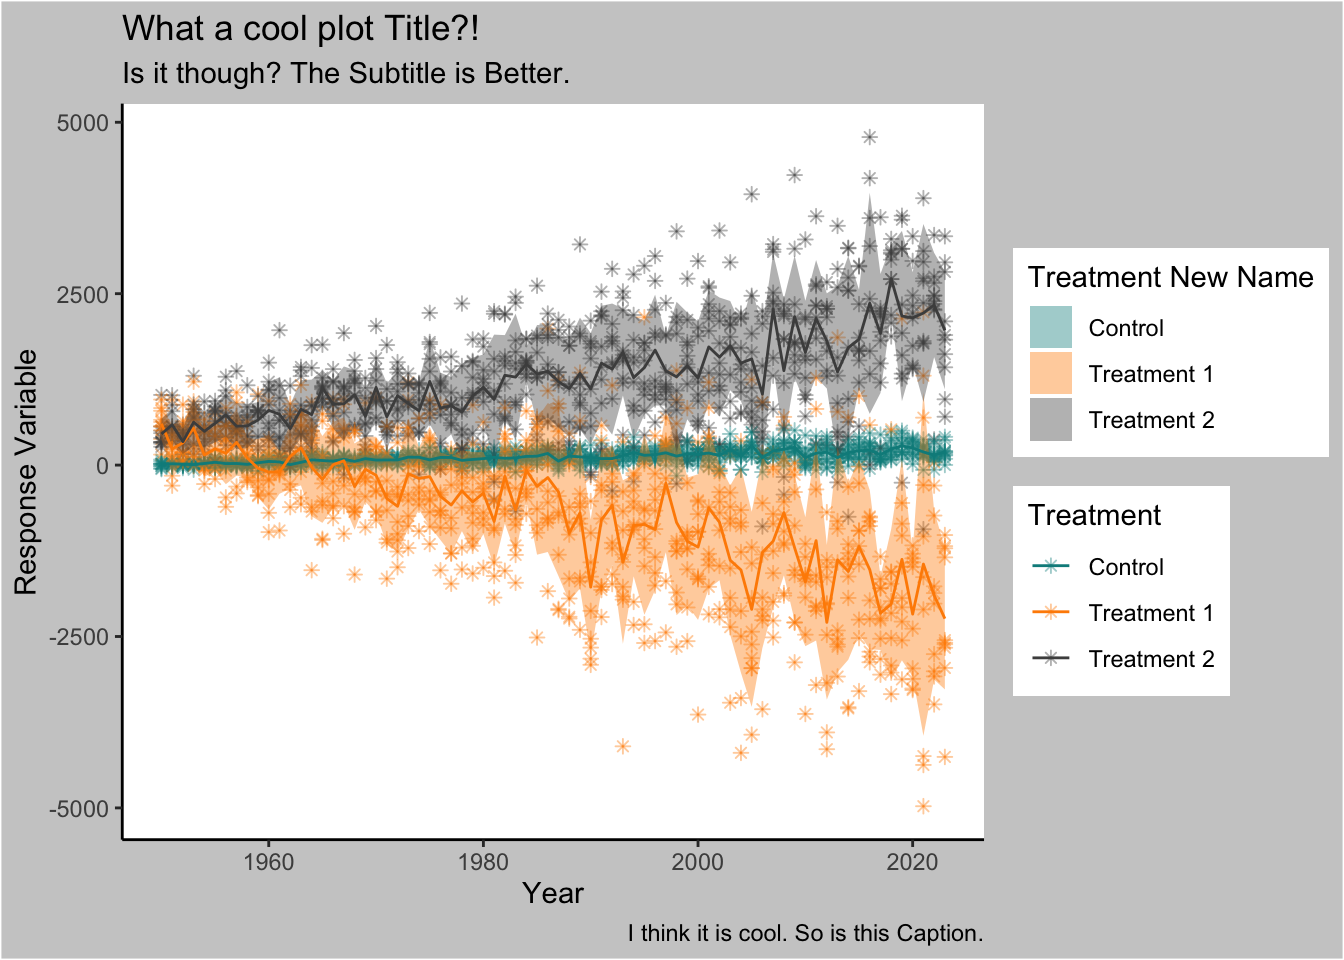 What a cool plot Title?!
Is it though? The Subtitle is Better.
5000
2500
0
-2500
-5000
Response Variable
1960
1980
2000
2020
Year
I think it is cool. So is this Caption.
Treatment New Name
Control
Treatment 1
Treatment 2
Treatment
Control
Treatment 1
Treatment 2